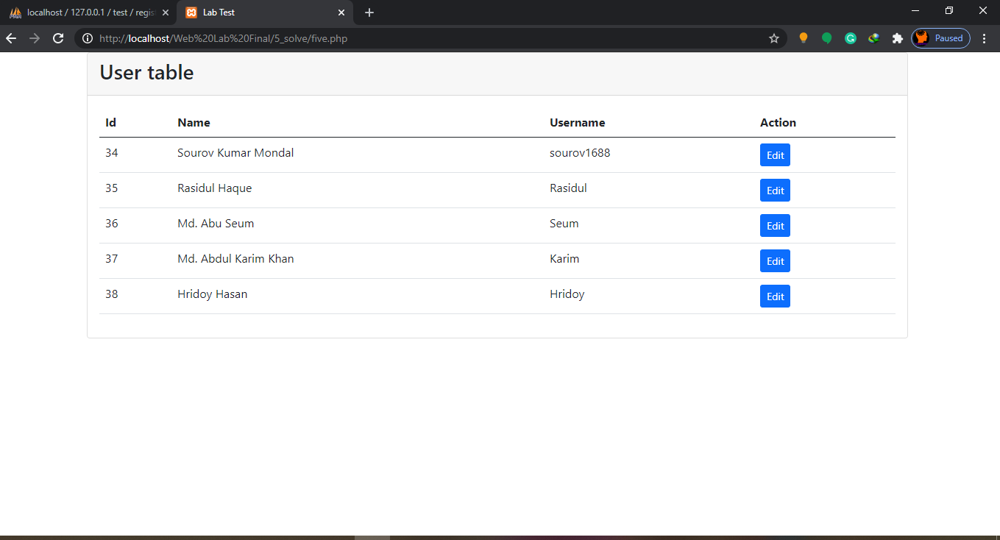 localhost / 127.0.0.1 / test / regis
Lab Test
http://localhost/Web%20Lab%20Final/5_solve/five.php
Paused
User table
Id Name Username Action
34 Sourov Kumar Mondal sourov1688 Edit
35 Rasidul Haque Rasidul Edit
36 Md. Abu Seum Seum Edit
37 Md. Abdul Karim Khan Karim Edit
38 Hridoy Hasan Hridoy Edit